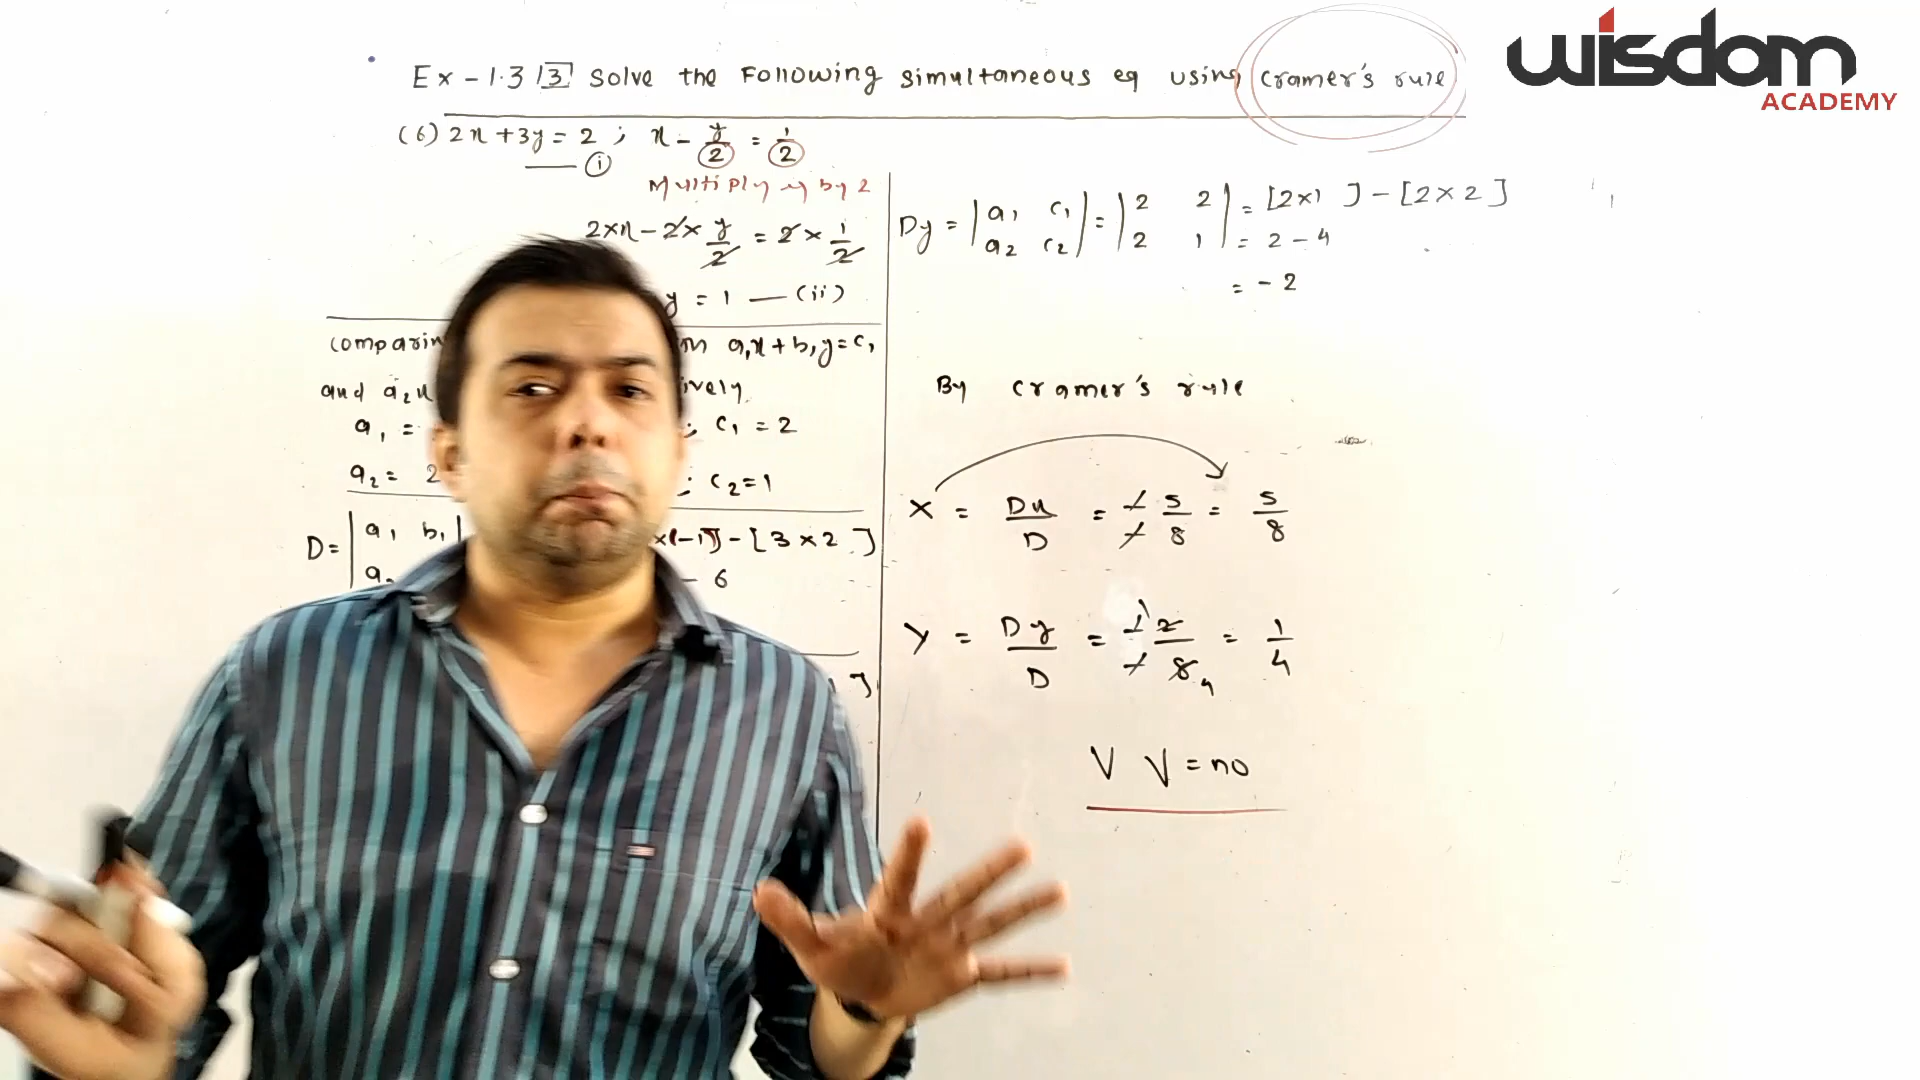 wisdom
ACADEMY
Ex - 1.3 [3] Solve the Following simultaneous eq using cramer's rule
(6) 2x + 3y = 2 ; x - y/2 = 1/2
(i)
Multiply by 2
2×x - 2× y/2 = 2 × 1/2
y = 1 — (ii)
a₁x + b₁y = c₁
and a₂x
a₁ = ; c₁ = 2
a₂ = 2 ; c₂ = 1
D = | a₁ b₁ ×(-1)] - [3 × 2 ]
a₂ - 6
]
Dy = | a₁ c₁ | = | 2 2 | = [2×1 ] - [2 × 2]
| a₂ c₂ | | 2 1 | = 2 - 4
= - 2
By cramer's rule
x = Dx/D = -5/-8 = 5/8
y = Dy/D = -2/-8 = 1/4
4
V V = no